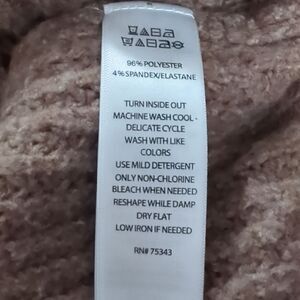 96% POLYESTER
4% SPANDEX/ELASTANE
TURN INSIDE OUT
MACHINE WASH COOL -
DELICATE CYCLE
WASH WITH LIKE
COLORS
USE MILD DETERGENT
ONLY NON-CHLORINE
BLEACH WHEN NEEDED
RESHAPE WHILE DAMP
DRY FLAT
LOW IRON IF NEEDED
RN# 75343